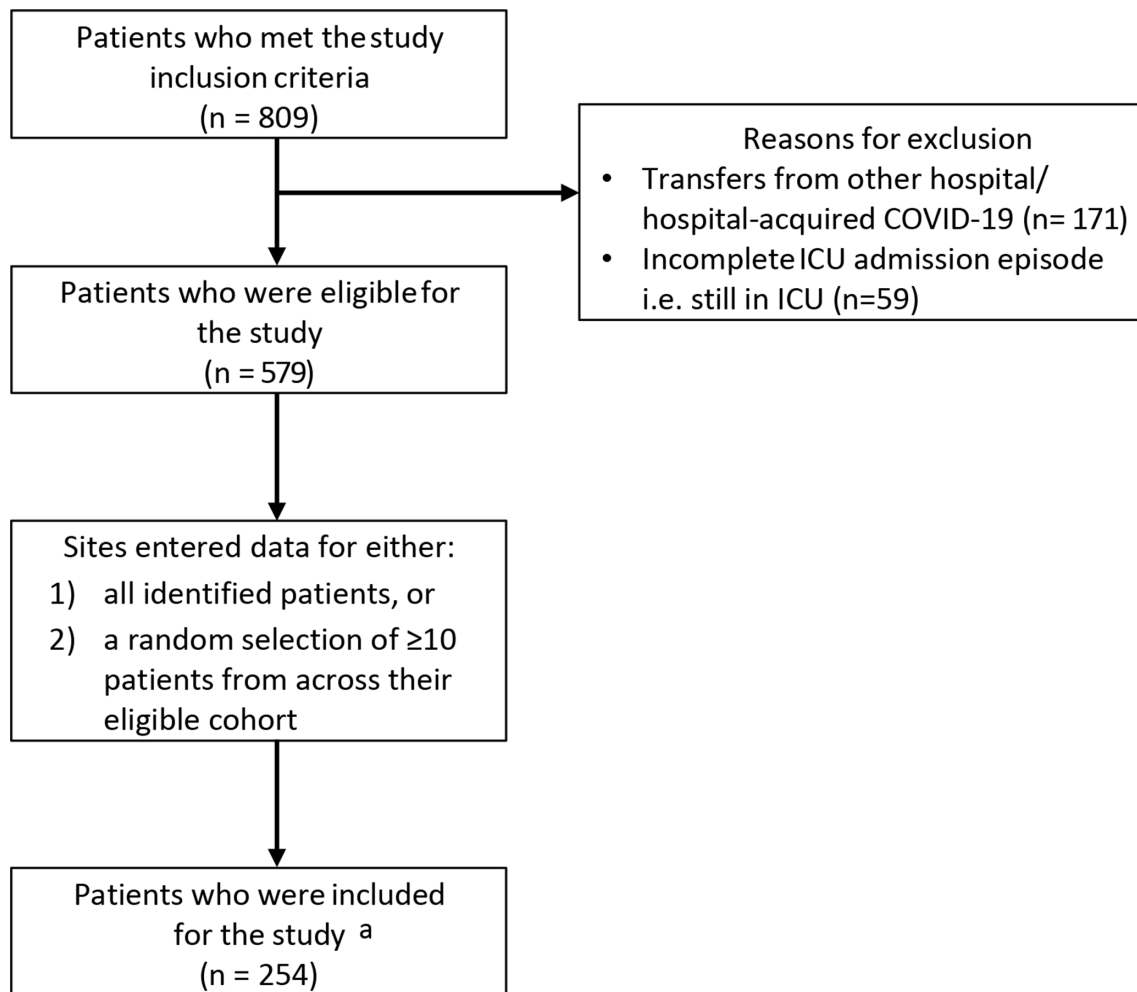 Patients who met the study
inclusion criteria
(n = 809)
Reasons for exclusion
• Transfers from other hospital/
hospital-acquired COVID-19 (n= 171)
• Incomplete ICU admission episode
i.e. still in ICU (n=59)
Patients who were eligible for
the study
(n = 579)
Sites entered data for either:
1) all identified patients, or
2) a random selection of ≥10
patients from across their
eligible cohort
Patients who were included
for the study a
(n = 254)